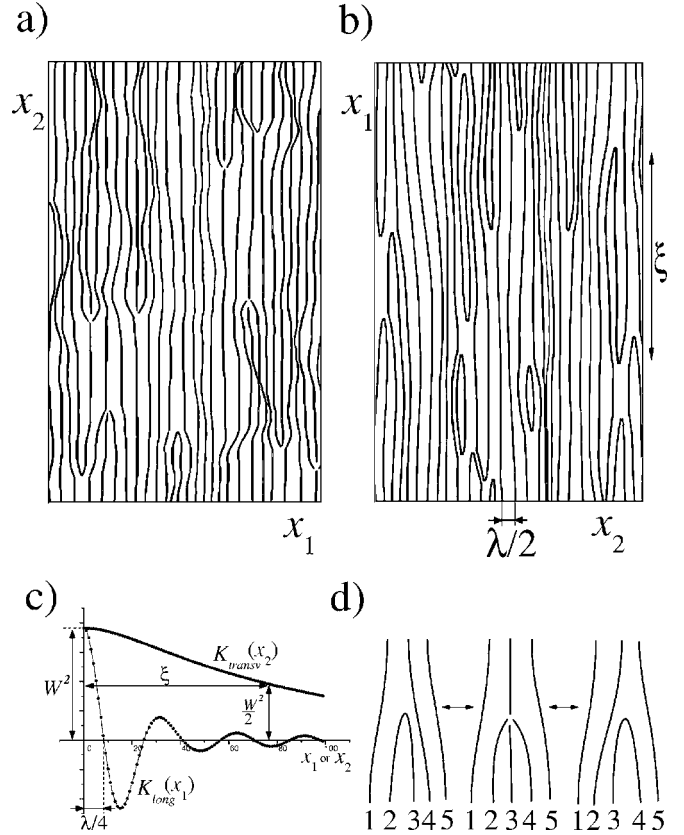 a)
b)
x₂
x₁
x₁
x₂
ξ
λ/2
c)
d)
W²
K_transv(x₂)
ξ
W²/2
K_long(x₁)
0 20 40 60 80 100
x₁ or x₂
λ/4
1 2 3 4 5
1 2 3 4 5
1 2 3 4 5